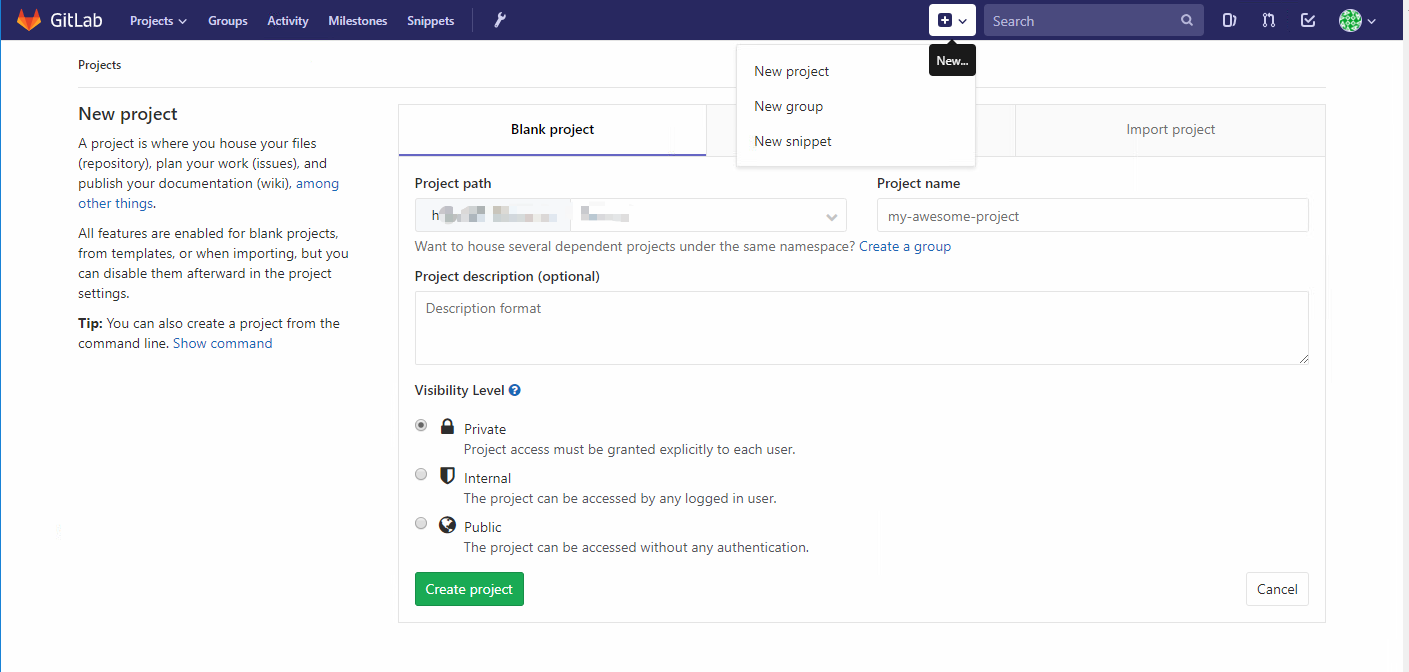 GitLab Projects Groups Activity Milestones Snippets Search
New...
New project
New group
New snippet
Projects
New project
A project is where you house your files
(repository), plan your work (issues), and
publish your documentation (wiki), among
other things.
All features are enabled for blank projects,
from templates, or when importing, but you
can disable them afterward in the project
settings.
Tip: You can also create a project from the
command line. Show command
Blank project
Import project
Project path
Project name
my-awesome-project
Want to house several dependent projects under the same namespace? Create a group
Project description (optional)
Description format
Visibility Level
Private
Project access must be granted explicitly to each user.
Internal
The project can be accessed by any logged in user.
Public
The project can be accessed without any authentication.
Create project
Cancel